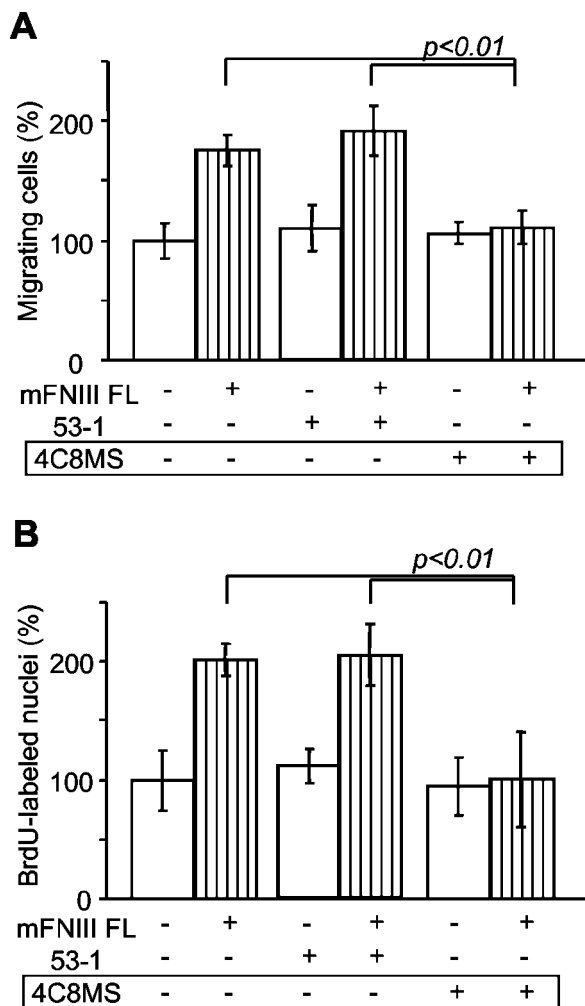 A
p<0.01
Migrating cells (%)
200
100
0
mFNIII FL - + - + - +
53-1 - - + + - -
4C8MS - - - - + +
B
p<0.01
BrdU-labeled nuclei (%)
200
100
0
mFNIII FL - + - + - +
53-1 - - + + - -
4C8MS - - - - + +